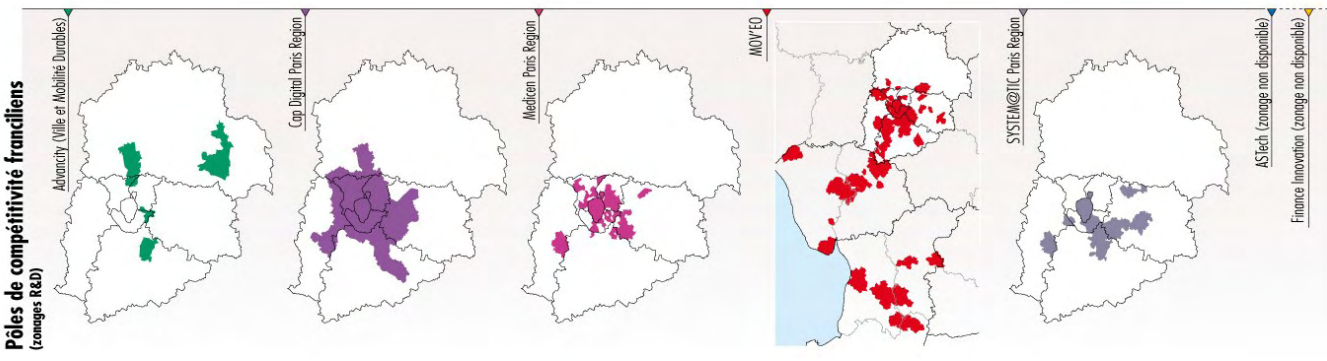 Pôles de compétitivité franciliens
(zonages R&D)
Advancity (Ville et Mobilité Durables)
Cap Digital Paris Region
Medicen Paris Region
MOV'EO
SYSTEM@TIC Paris Region
ASTech (zonage non disponible)
Finance Innovation (zonage non disponible)